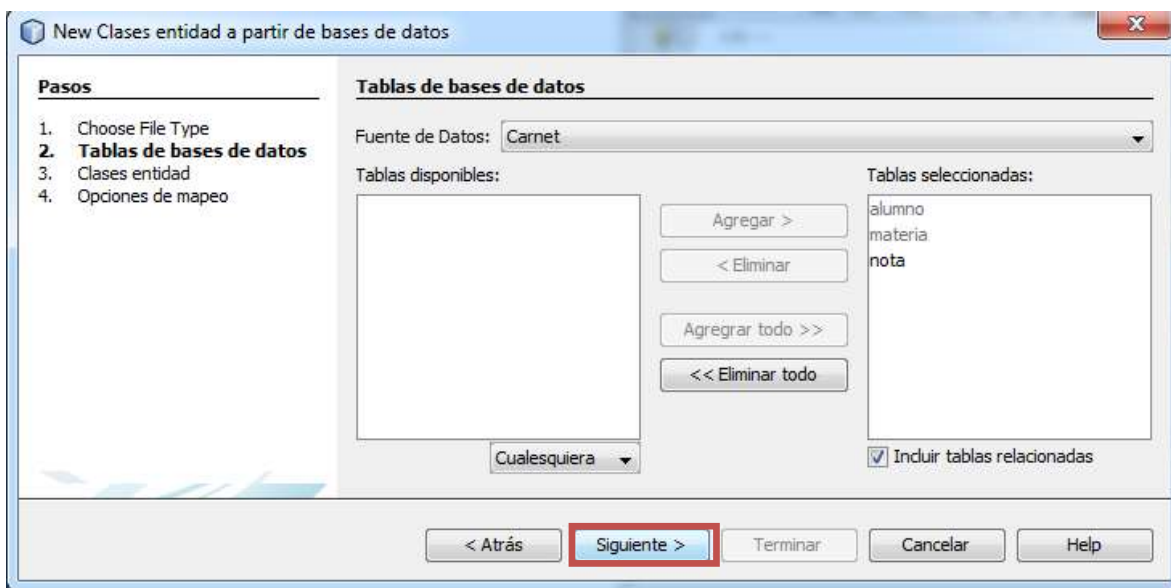 New Clases entidad a partir de bases de datos
Pasos
1. Choose File Type
2. Tablas de bases de datos
3. Clases entidad
4. Opciones de mapeo
Tablas de bases de datos
Fuente de Datos: Carnet
Tablas disponibles:
Tablas seleccionadas:
Agregar >
< Eliminar
Agregrar todo >>
<< Eliminar todo
alumno
materia
nota
Cualesquiera
Incluir tablas relacionadas
< Atrás
Siguiente >
Terminar
Cancelar
Help